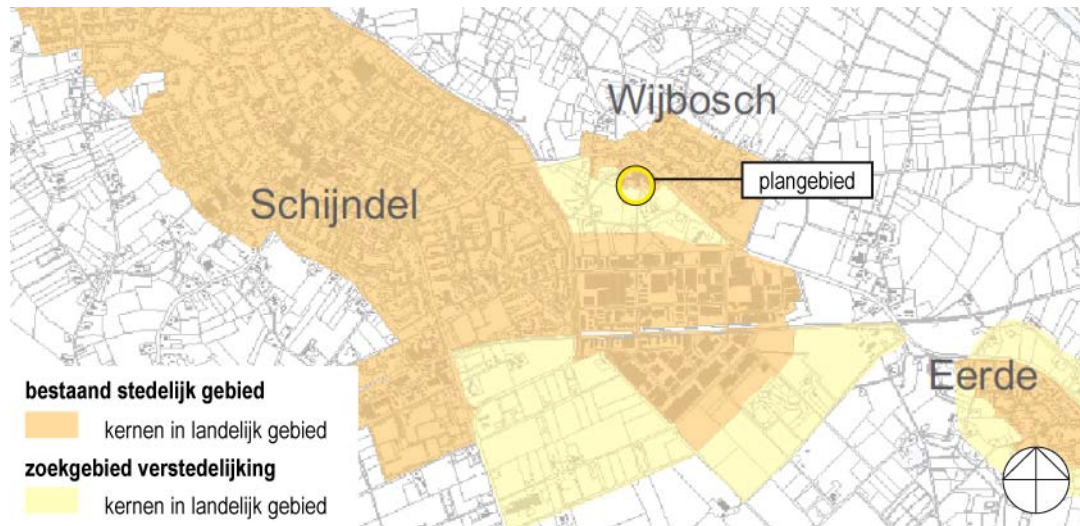 Wijbosch
plangebied
Schijndel
Eerde
bestaand stedelijk gebied
kernen in landelijk gebied
zoekgebied verstedelijking
kernen in landelijk gebied